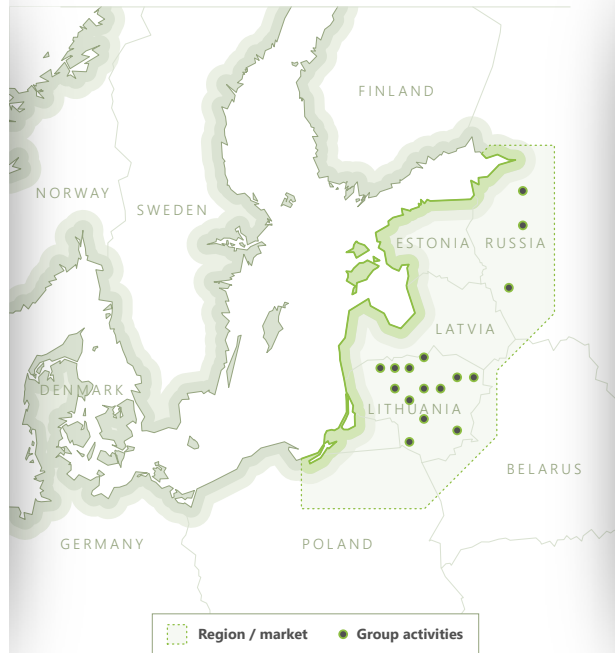 FINLAND
NORWAY
SWEDEN
ESTONIA RUSSIA
LATVIA
DENMARK
LITHUANIA
BELARUS
GERMANY
POLAND
Region / market
Group activities